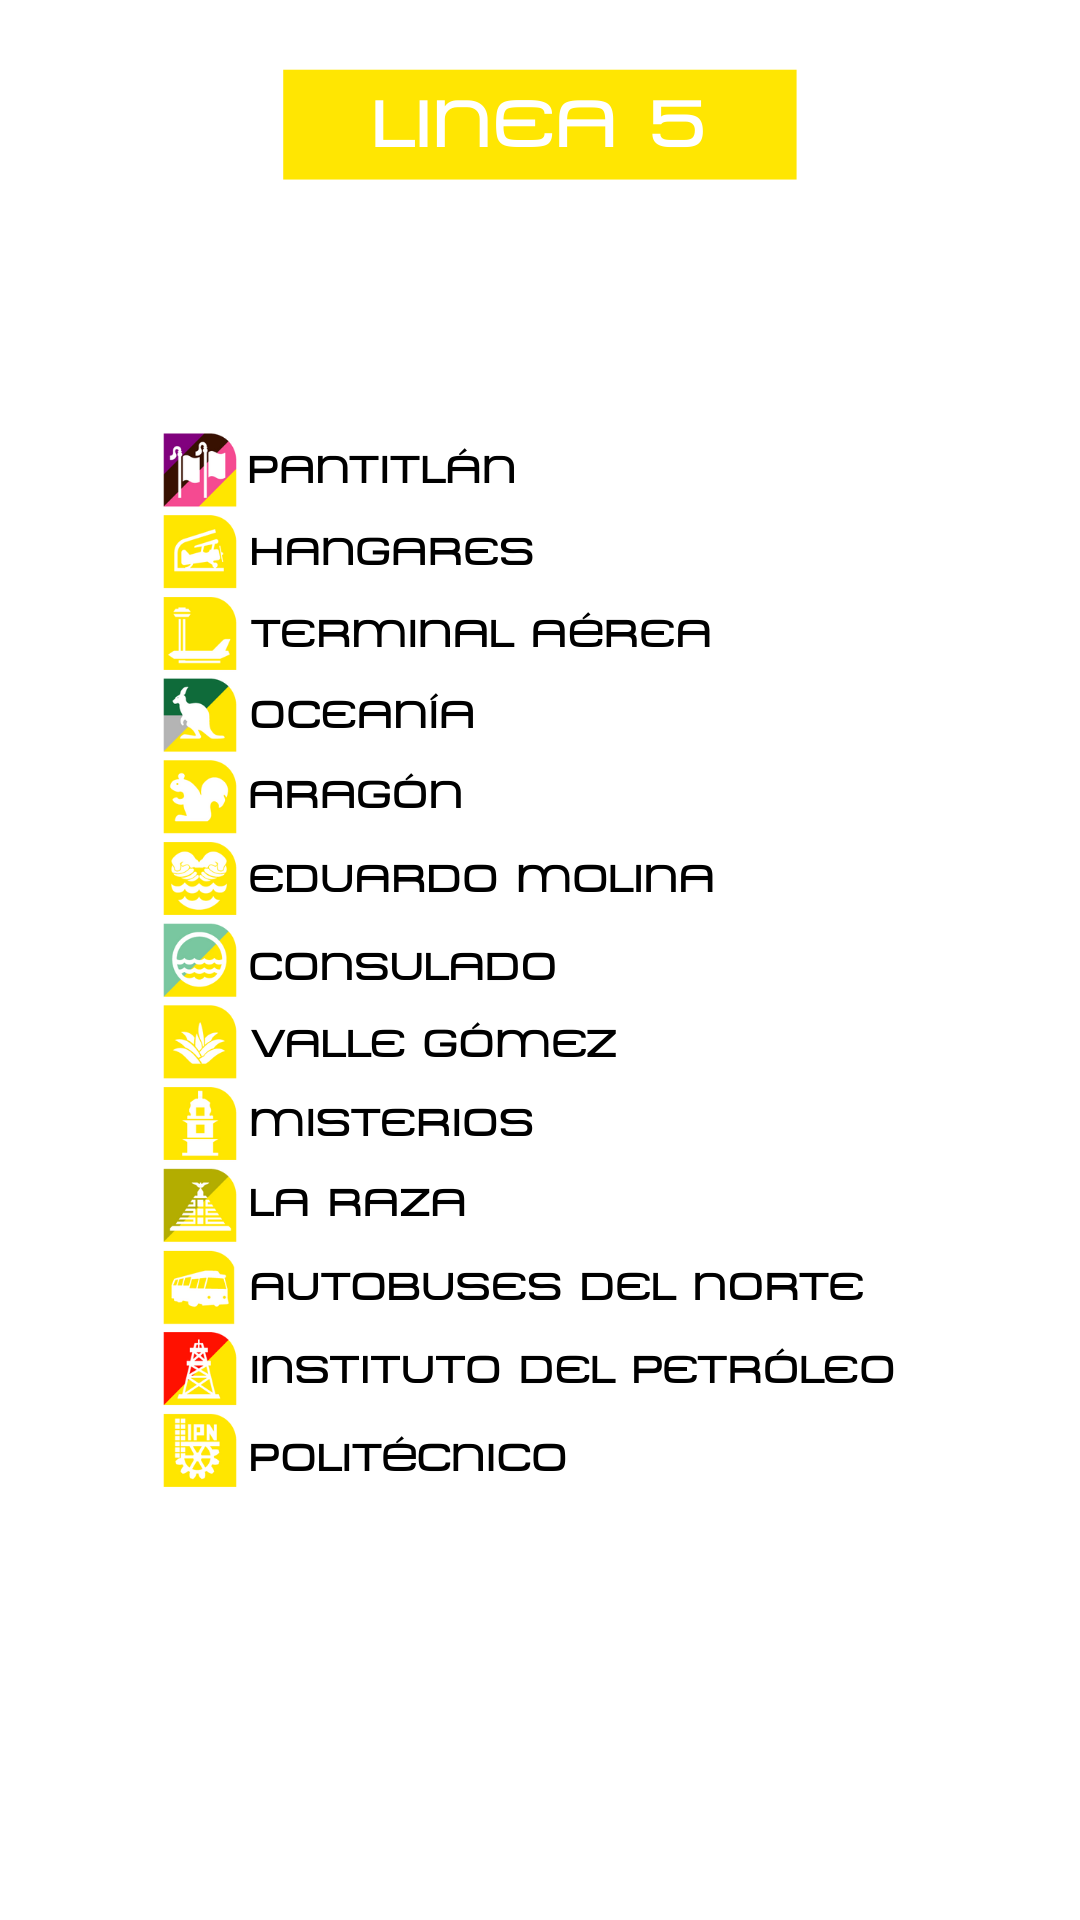 LINEA 5
PANTITLÁN
HANGARES
TERMINAL AÉREA
OCEANÍA
ARAGÓN
EDUARDO MOLINA
CONSULADO
VALLE GÓMEZ
MISTERIOS
LA RAZA
AUTOBUSES DEL NORTE
INSTITUTO DEL PETRÓLEO
IPN
POLITÉCNICO